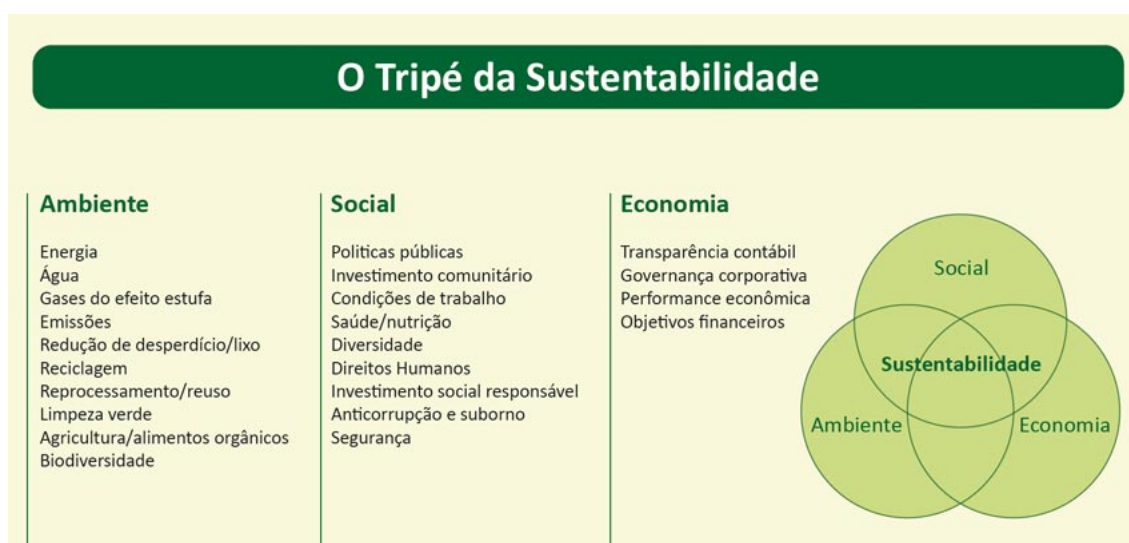 O Tripé da Sustentabilidade
Ambiente
Energia
Água
Gases do efeito estufa
Emissões
Redução de desperdício/lixo
Reciclagem
Reprocessamento/reuso
Limpeza verde
Agricultura/alimentos orgânicos
Biodiversidade
Social
Politicas públicas
Investimento comunitário
Condições de trabalho
Saúde/nutrição
Diversidade
Direitos Humanos
Investimento social responsável
Anticorrupção e suborno
Segurança
Economia
Transparência contábil
Governança corporativa
Performance econômica
Objetivos financeiros
Social
Sustentabilidade
Ambiente
Economia